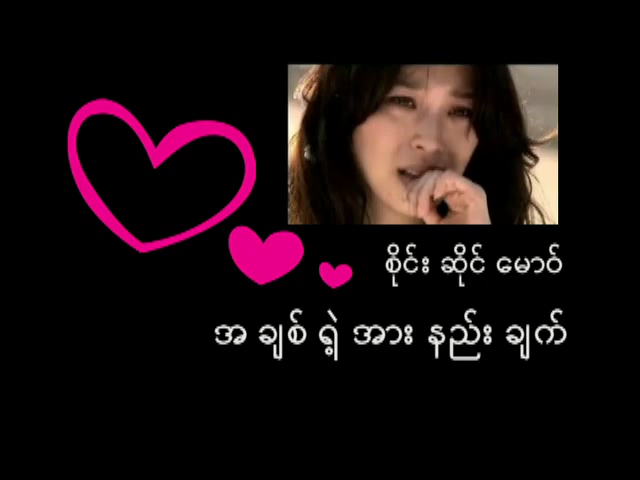 စိုင်း ဆိုင် မောဝ်
အ ချစ် ရဲ့ အား နည်း ချက်